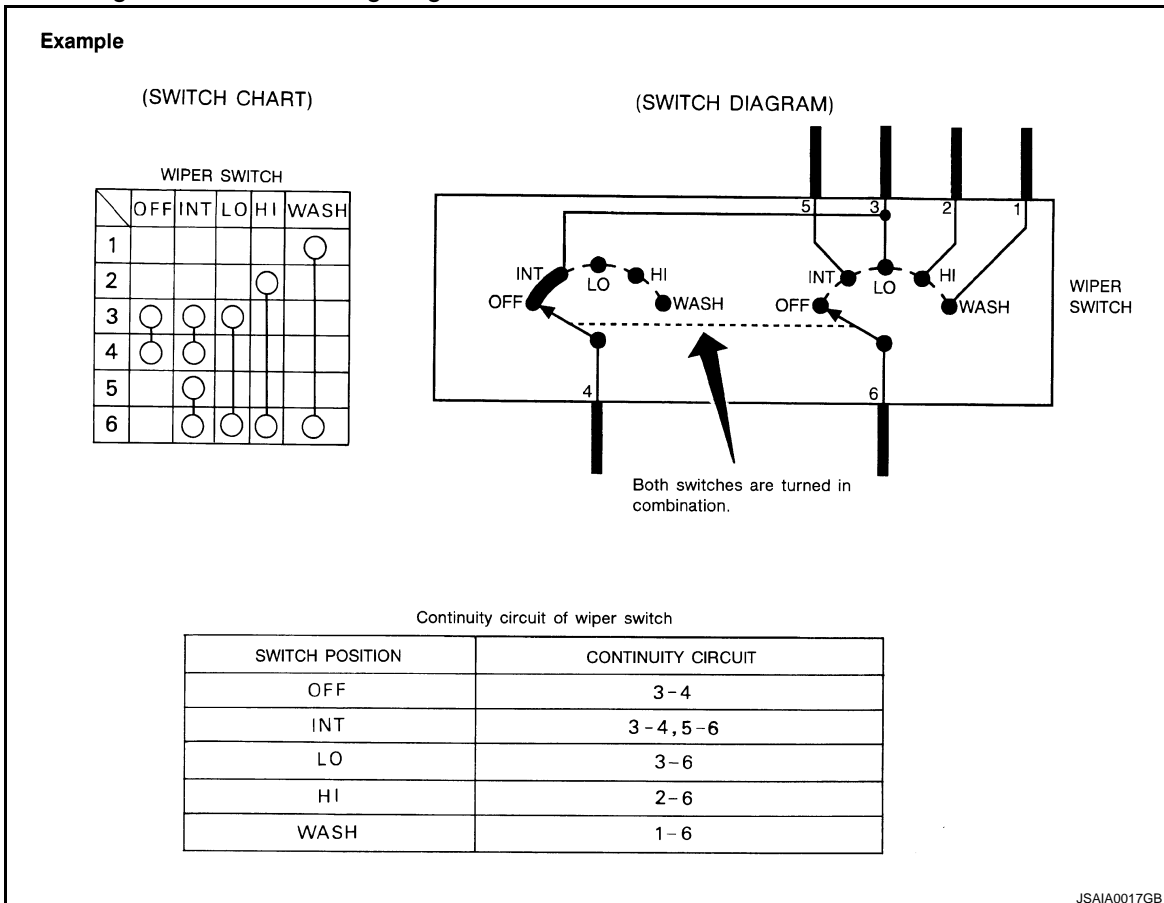 Example
(SWITCH CHART)
WIPER SWITCH
OFF INT LO HI WASH
1
2
3
4
5
6
(SWITCH DIAGRAM)
5 3 2 1
INT LO HI
OFF WASH
INT LO HI
OFF WASH
WIPER
SWITCH
4 6
Both switches are turned in
combination.
Continuity circuit of wiper switch
SWITCH POSITION CONTINUITY CIRCUIT
OFF 3-4
INT 3-4,5-6
LO 3-6
HI 2-6
WASH 1-6
JSAIA0017GB